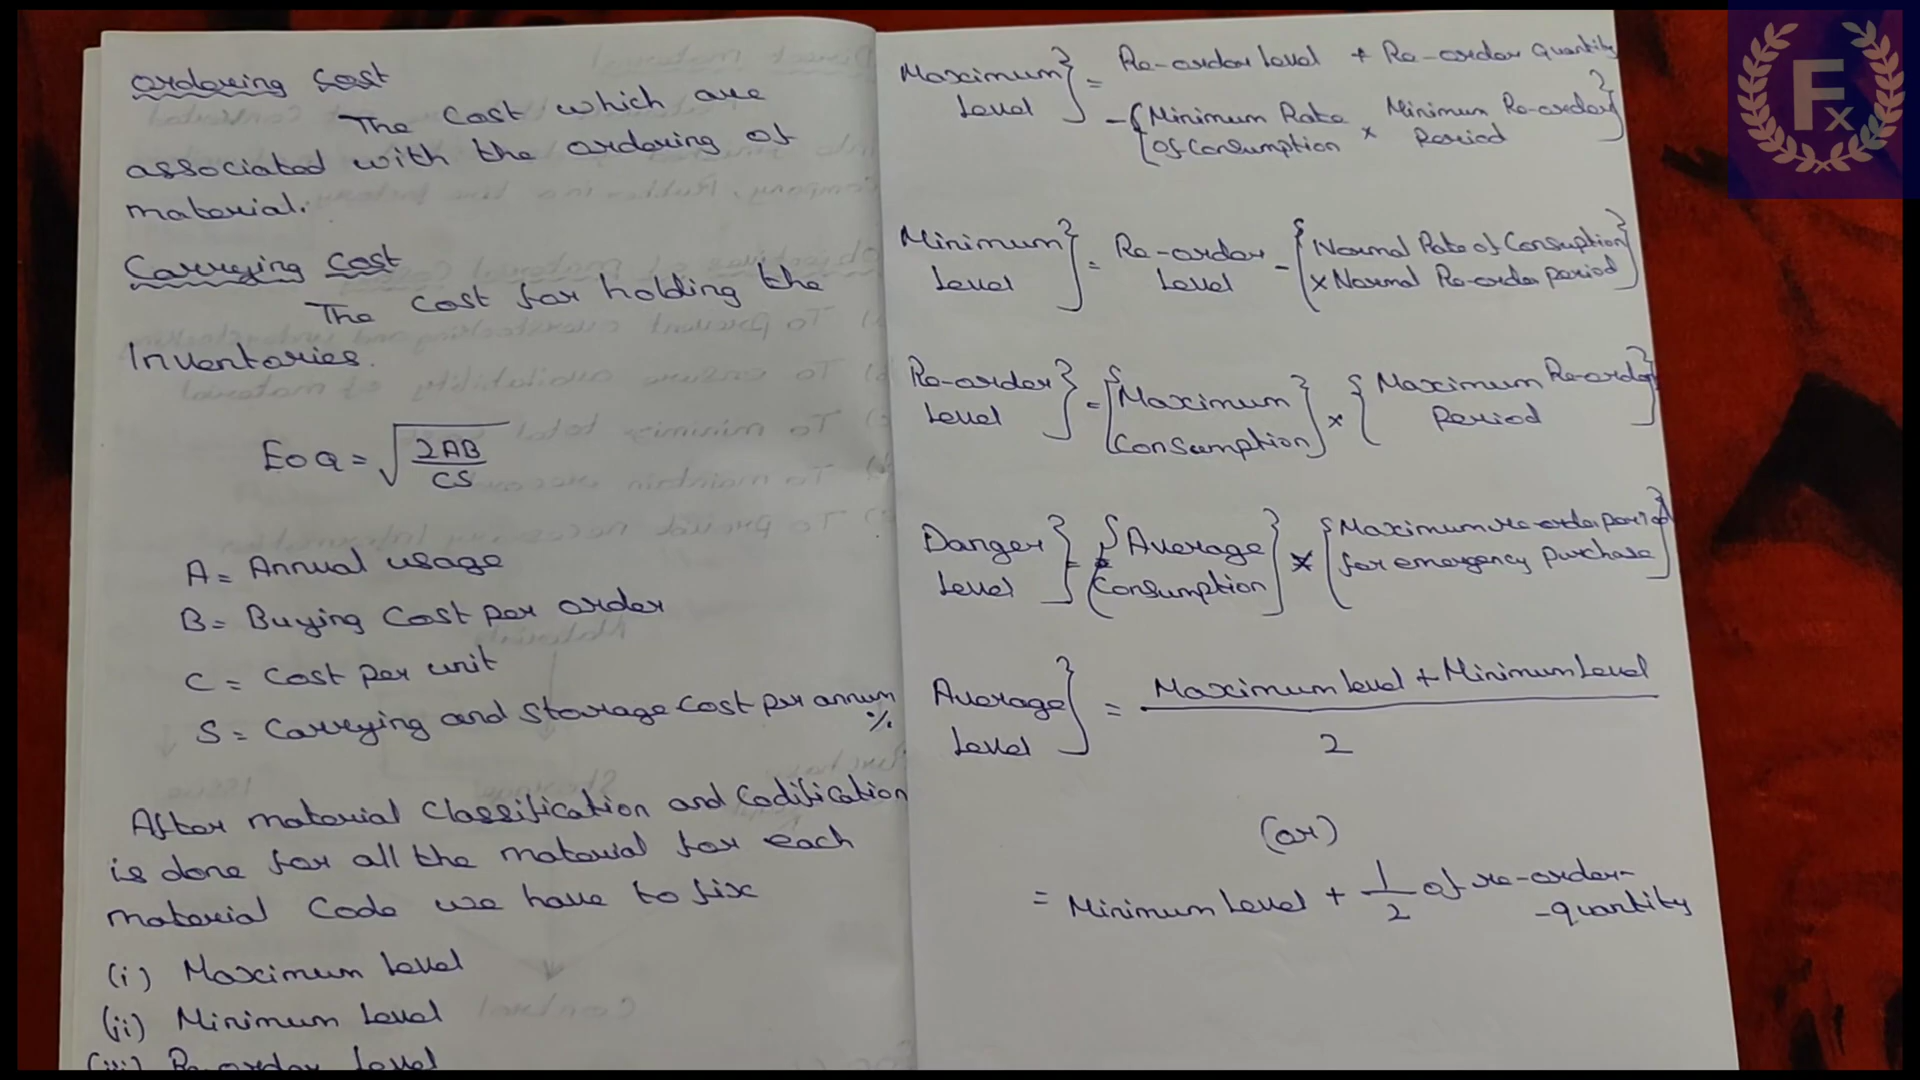 Ordering Cost
The Cost which are
associated with the ordering of
material.
Carrying Cost
The cost for holding the
Inventories.
EOQ = √2AB/CS
A = Annual usage
B = Buying Cost per order
C = Cost per unit
S = Carrying and Storage Cost per annum %
After material Classification and Codification
is done for all the material for each
material Code we have to fix
(i) Maximum Level
(ii) Minimum Level
(iii) Re-order Level
Maximum Level } = Re-order Level + Re-order Quantity
- { Minimum Rate of Consumption × Minimum Re-order Period }
Minimum Level } = Re-order Level - { Normal Rate of Consuption × Normal Re-order period }
Re-order Level } = { Maximum Consumption } × { Maximum Re-order Period }
Danger Level } = { Average Consumption } × { Maximum re-order period for emergency purchase }
Average Level } = Maximum Level + Minimum Level / 2
(or)
= Minimum Level + 1/2 of re-order-
-quantity
Fx